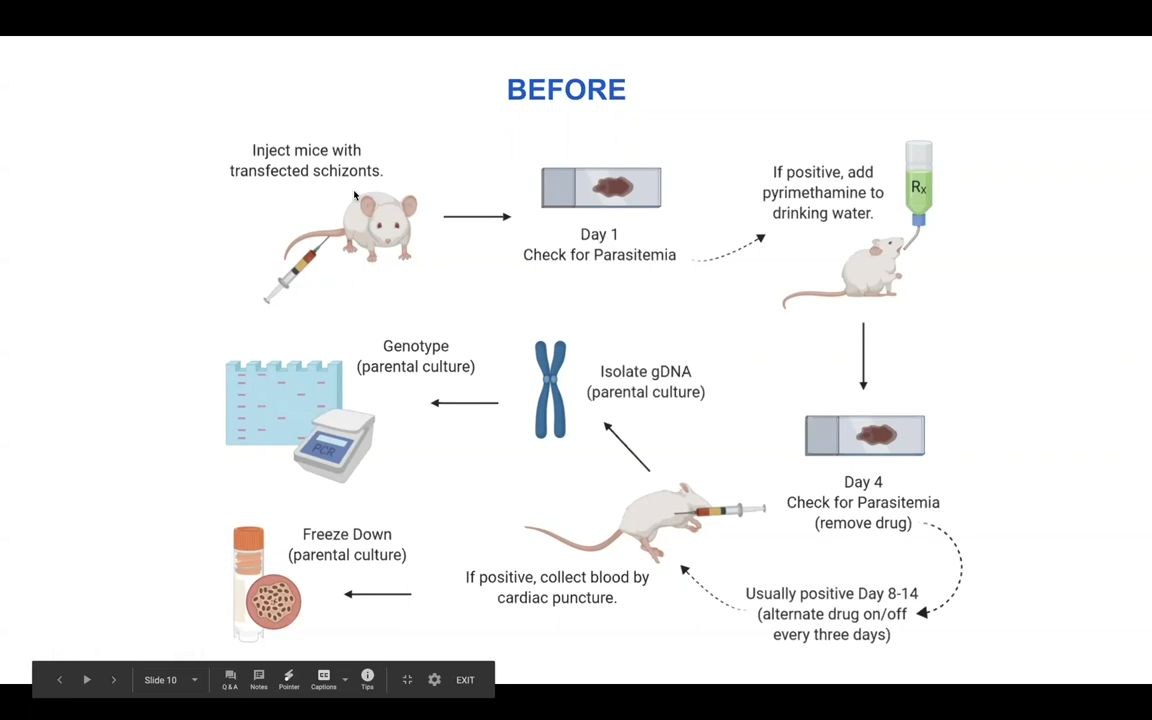 BEFORE
Inject mice with
transfected schizonts.
Day 1
Check for Parasitemia
If positive, add
pyrimethamine to
drinking water.
Rx
Day 4
Check for Parasitemia
(remove drug)
Usually positive Day 8-14
(alternate drug on/off
every three days)
If positive, collect blood by
cardiac puncture.
Isolate gDNA
(parental culture)
Genotype
(parental culture)
PCR
Freeze Down
(parental culture)
Slide 10
Q & A
Notes
Pointer
CC
Captions
Tips
EXIT